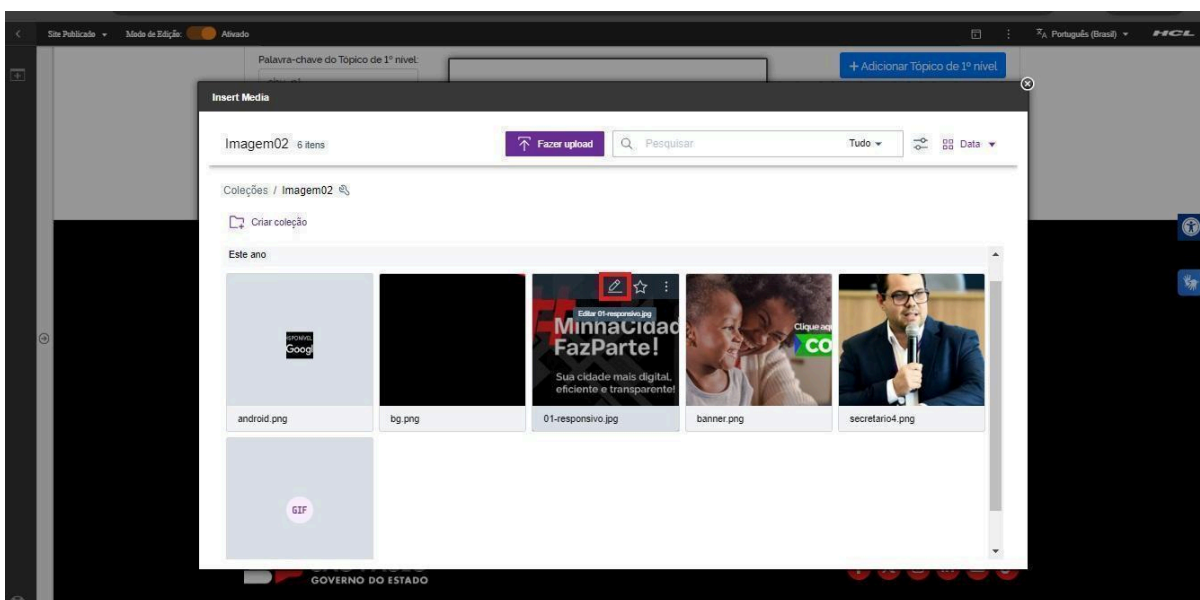 Site Publicado
Modo de Edição:
Ativado
Português (Brasil)
HCL
Palavra-chave do Tópico de 1º nível:
+ Adicionar Tópico de 1º nível
Insert Media
Imagem02 6 itens
Fazer upload
Pesquisar
Tudo
Data
Coleções / Imagem02
Criar coleção
Este ano
Google
Editar 01-responsivo.jpg
MinhaCidad
FazParte!
Sua cidade mais digital,
eficiente e transparente!
Clique aq
CO
android.png
bg.png
01-responsivo.jpg
banner.png
secretario4.png
GIF
GOVERNO DO ESTADO